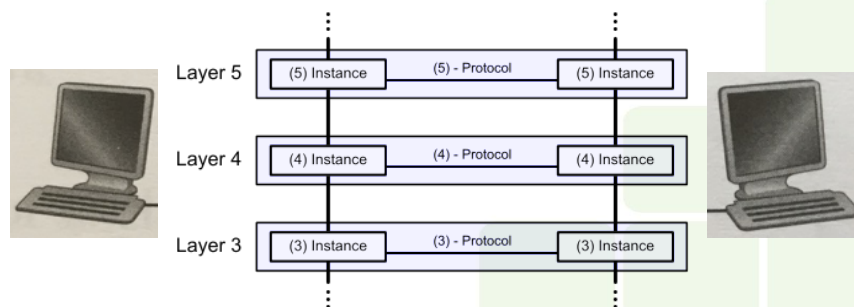 Layer 5
(5) Instance
(5) - Protocol
(5) Instance
Layer 4
(4) Instance
(4) - Protocol
(4) Instance
Layer 3
(3) Instance
(3) - Protocol
(3) Instance